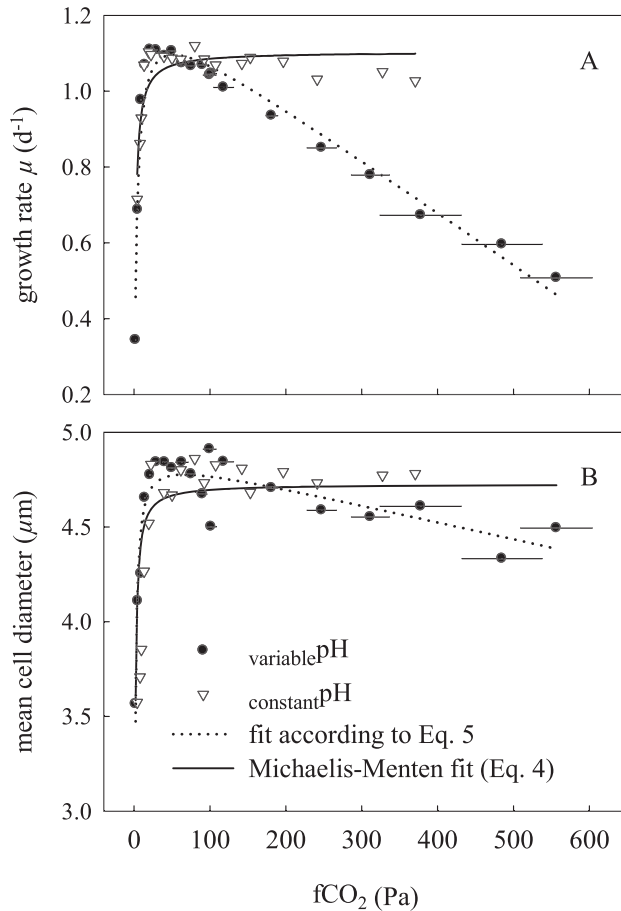 1.2
A
1.0
0.8
0.6
0.4
0.2
growth rate μ (d-1)
5.0
B
4.5
4.0
3.5
3.0
mean cell diameter (μm)
variablepH
constantpH
fit according to Eq. 5
Michaelis-Menten fit (Eq. 4)
0 100 200 300 400 500 600
fCO2 (Pa)